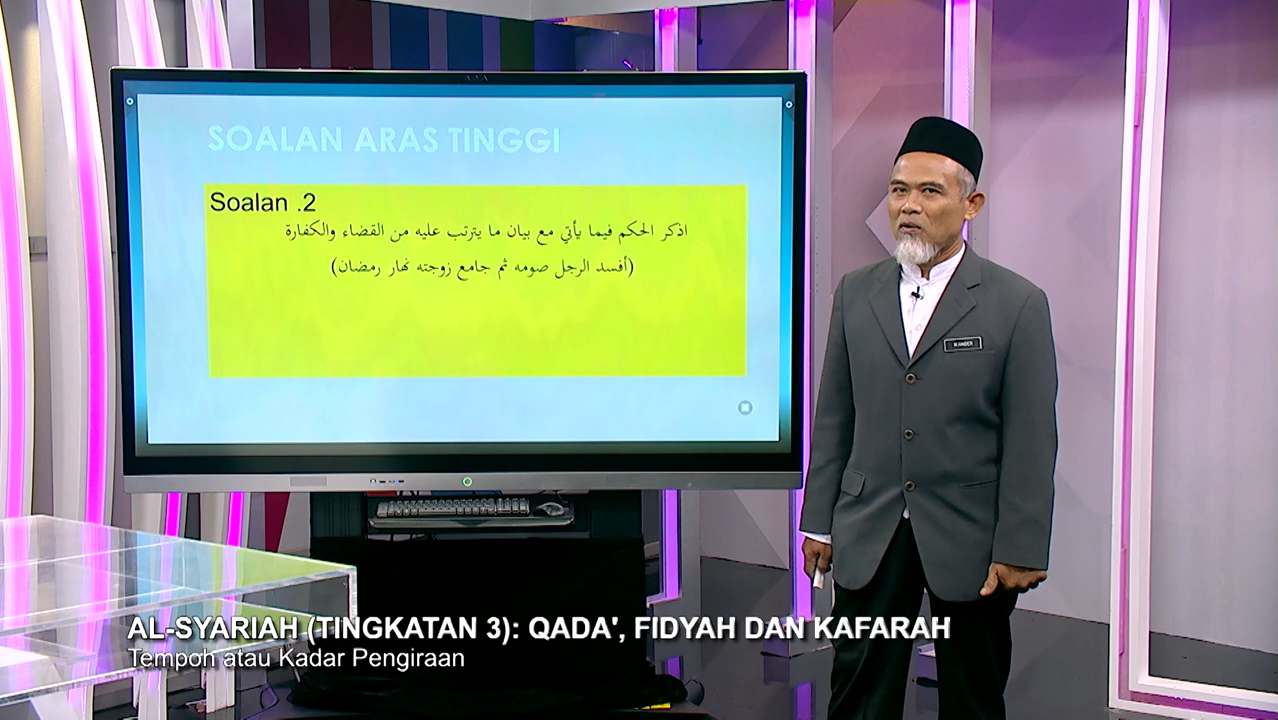 SOALAN ARAS TINGGI
Soalan .2
اذكر الحكم فيما يأتي مع بيان ما يترتب عليه من القضاء والكفارة
(أفسد الرجل صومه ثم جامع زوجته نهار رمضان)
AL-SYARIAH (TINGKATAN 3): QADA', FIDYAH DAN KAFARAH
Tempoh atau Kadar Pengiraan